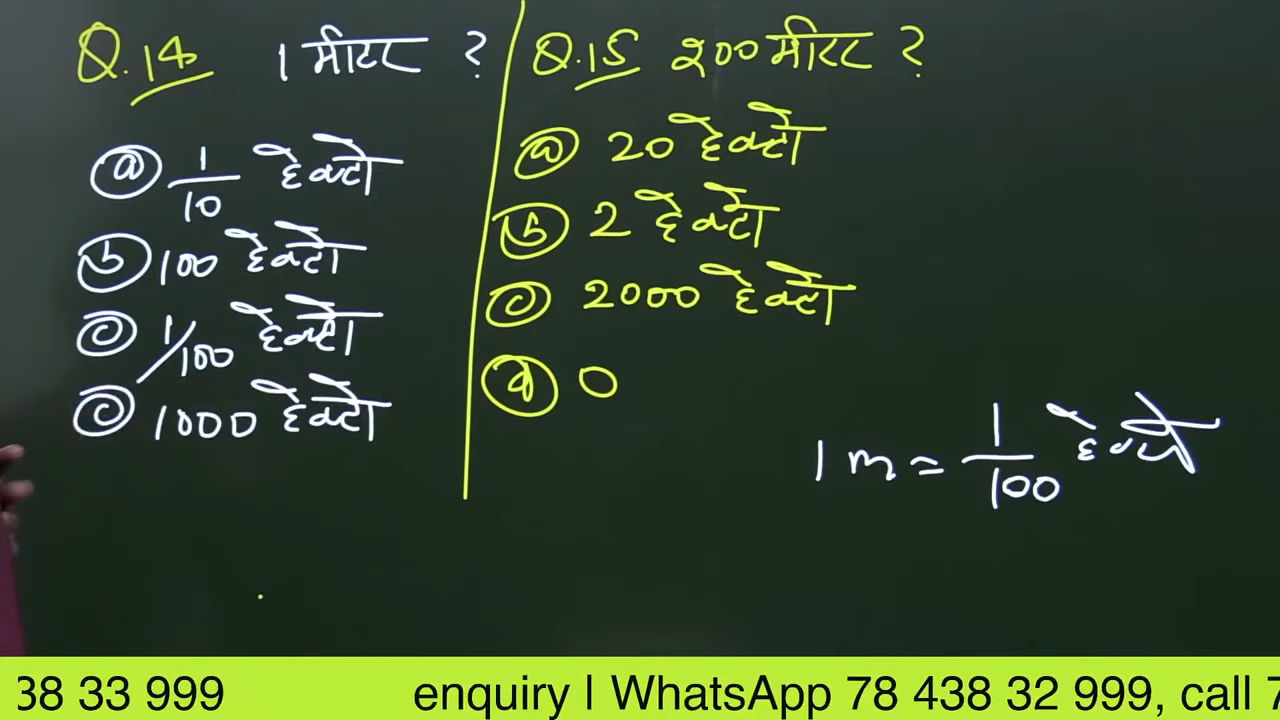 Q.14 1 मीटर ?
ⓐ 1/10 हेक्टो
ⓑ 100 हेक्टो
ⓒ 1/100 हेक्टो
ⓒ 1000 हेक्टो
Q.15 200 मीटर ?
ⓐ 20 हेक्टो
ⓑ 2 हेक्टो
ⓒ 2000 हेक्टो
ⓓ 0
1 m = 1/100 हेक्टो
38 33 999 enquiry l WhatsApp 78 438 32 999, call 7